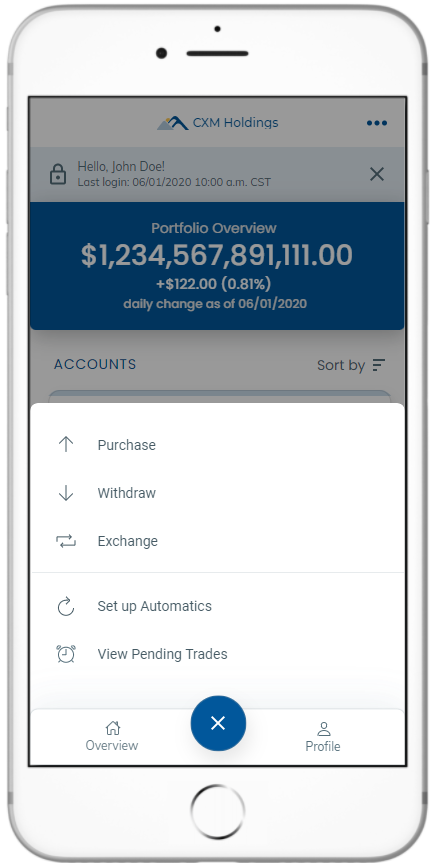 CXM Holdings
Hello, John Doe!
Last login: 06/01/2020 10:00 a.m. CST
Portfolio Overview
$1,234,567,891,111.00
+$122.00 (0.81%)
daily change as of 06/01/2020
ACCOUNTS
Sort by
Purchase
Withdraw
Exchange
Set up Automatics
View Pending Trades
Overview
Profile